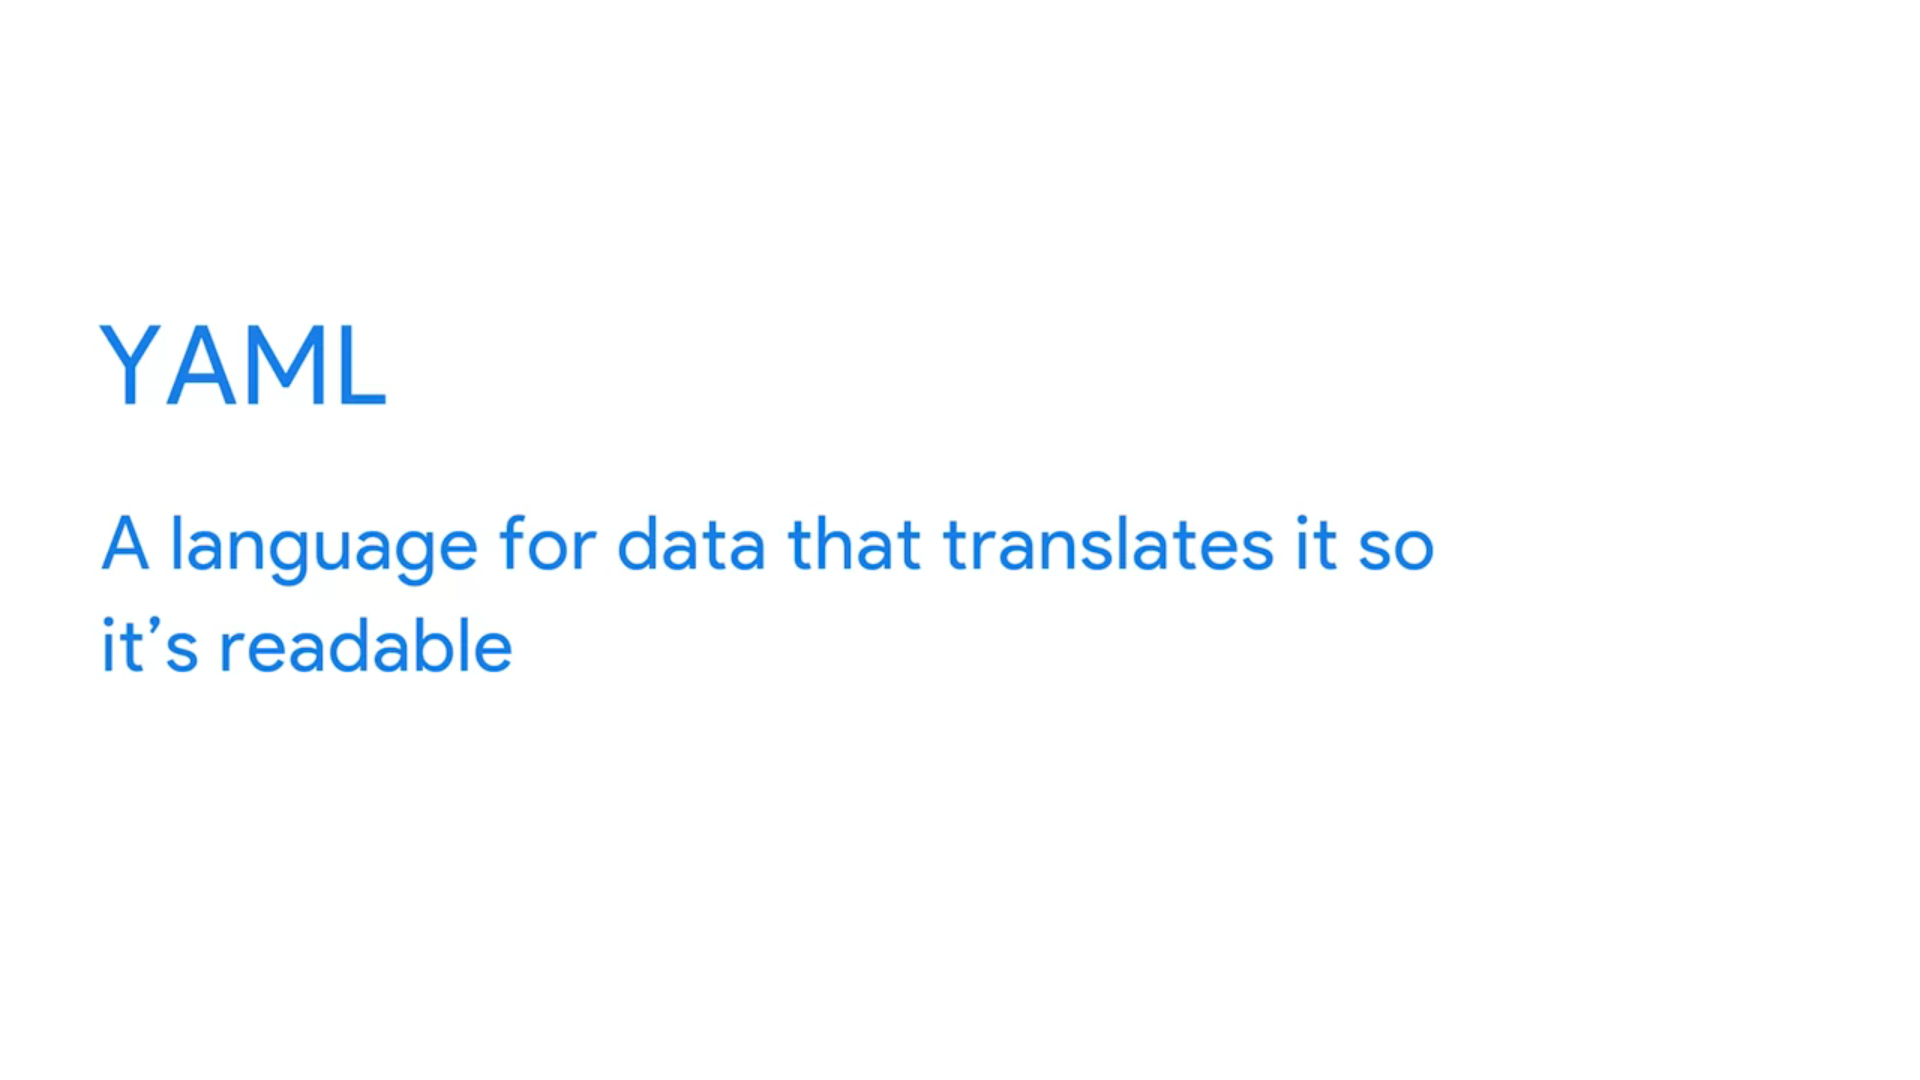 YAML
A language for data that translates it so
it’s readable